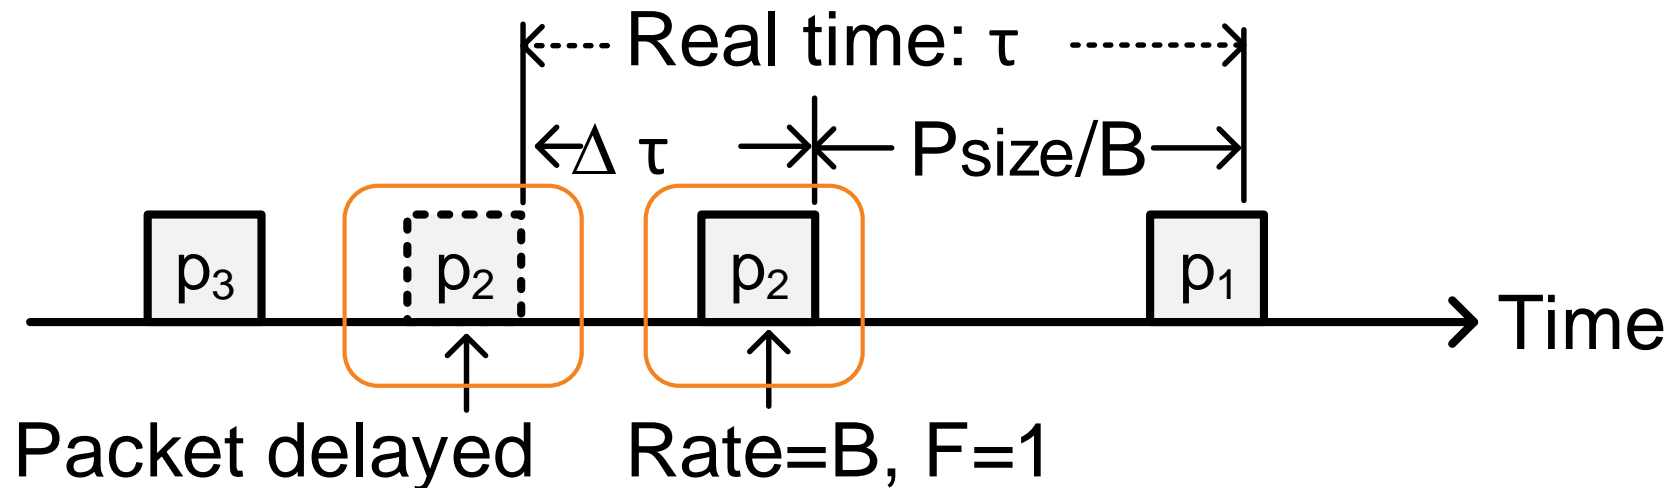 Real time: τ
Δ τ
Psize/B
p₃
p₂
p₂
p₁
Time
Packet delayed
Rate=B, F=1